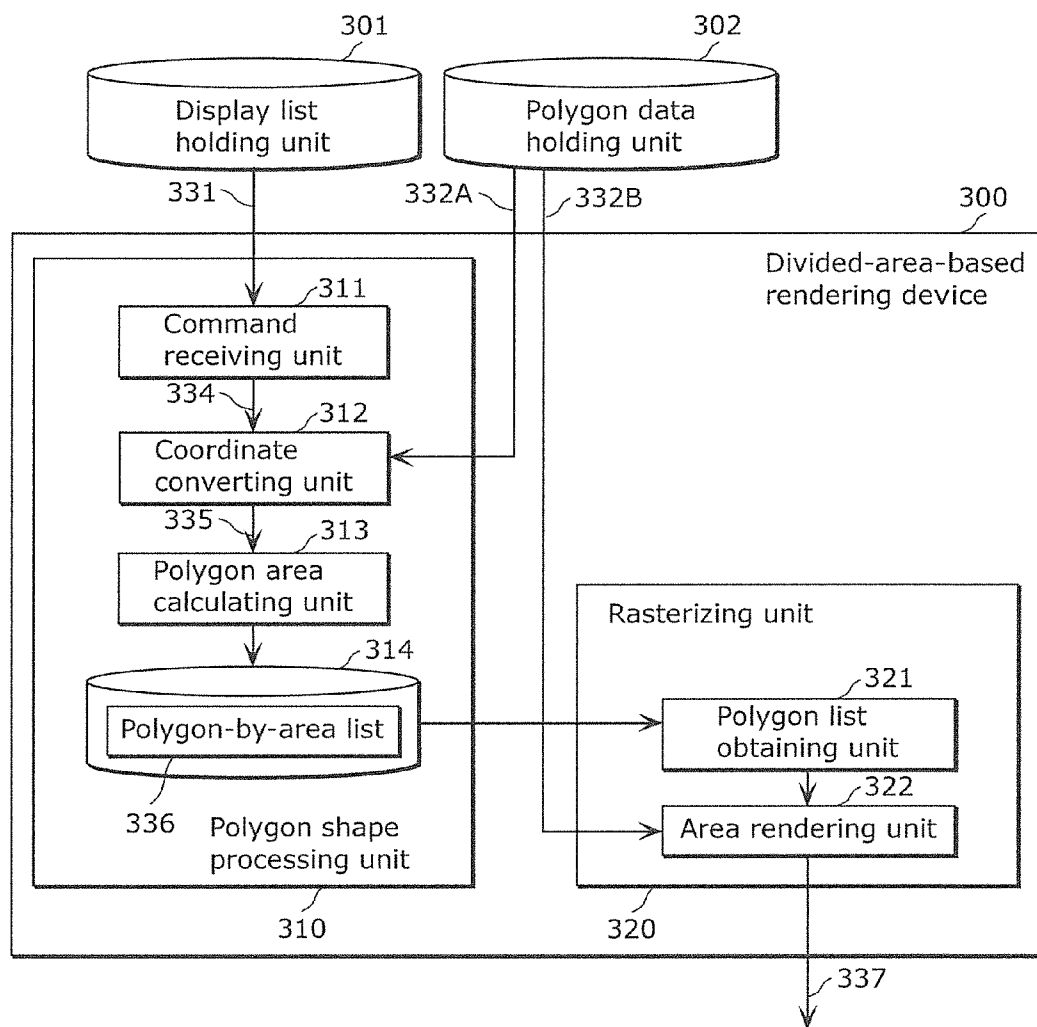 301
302
Display list
holding unit
Polygon data
holding unit
331
332A
332B
300
Divided-area-based
rendering device
311
Command
receiving unit
334
312
Coordinate
converting unit
335
313
Polygon area
calculating unit
314
Polygon-by-area list
336
Polygon shape
processing unit
310
Rasterizing unit
321
Polygon list
obtaining unit
322
Area rendering unit
320
337